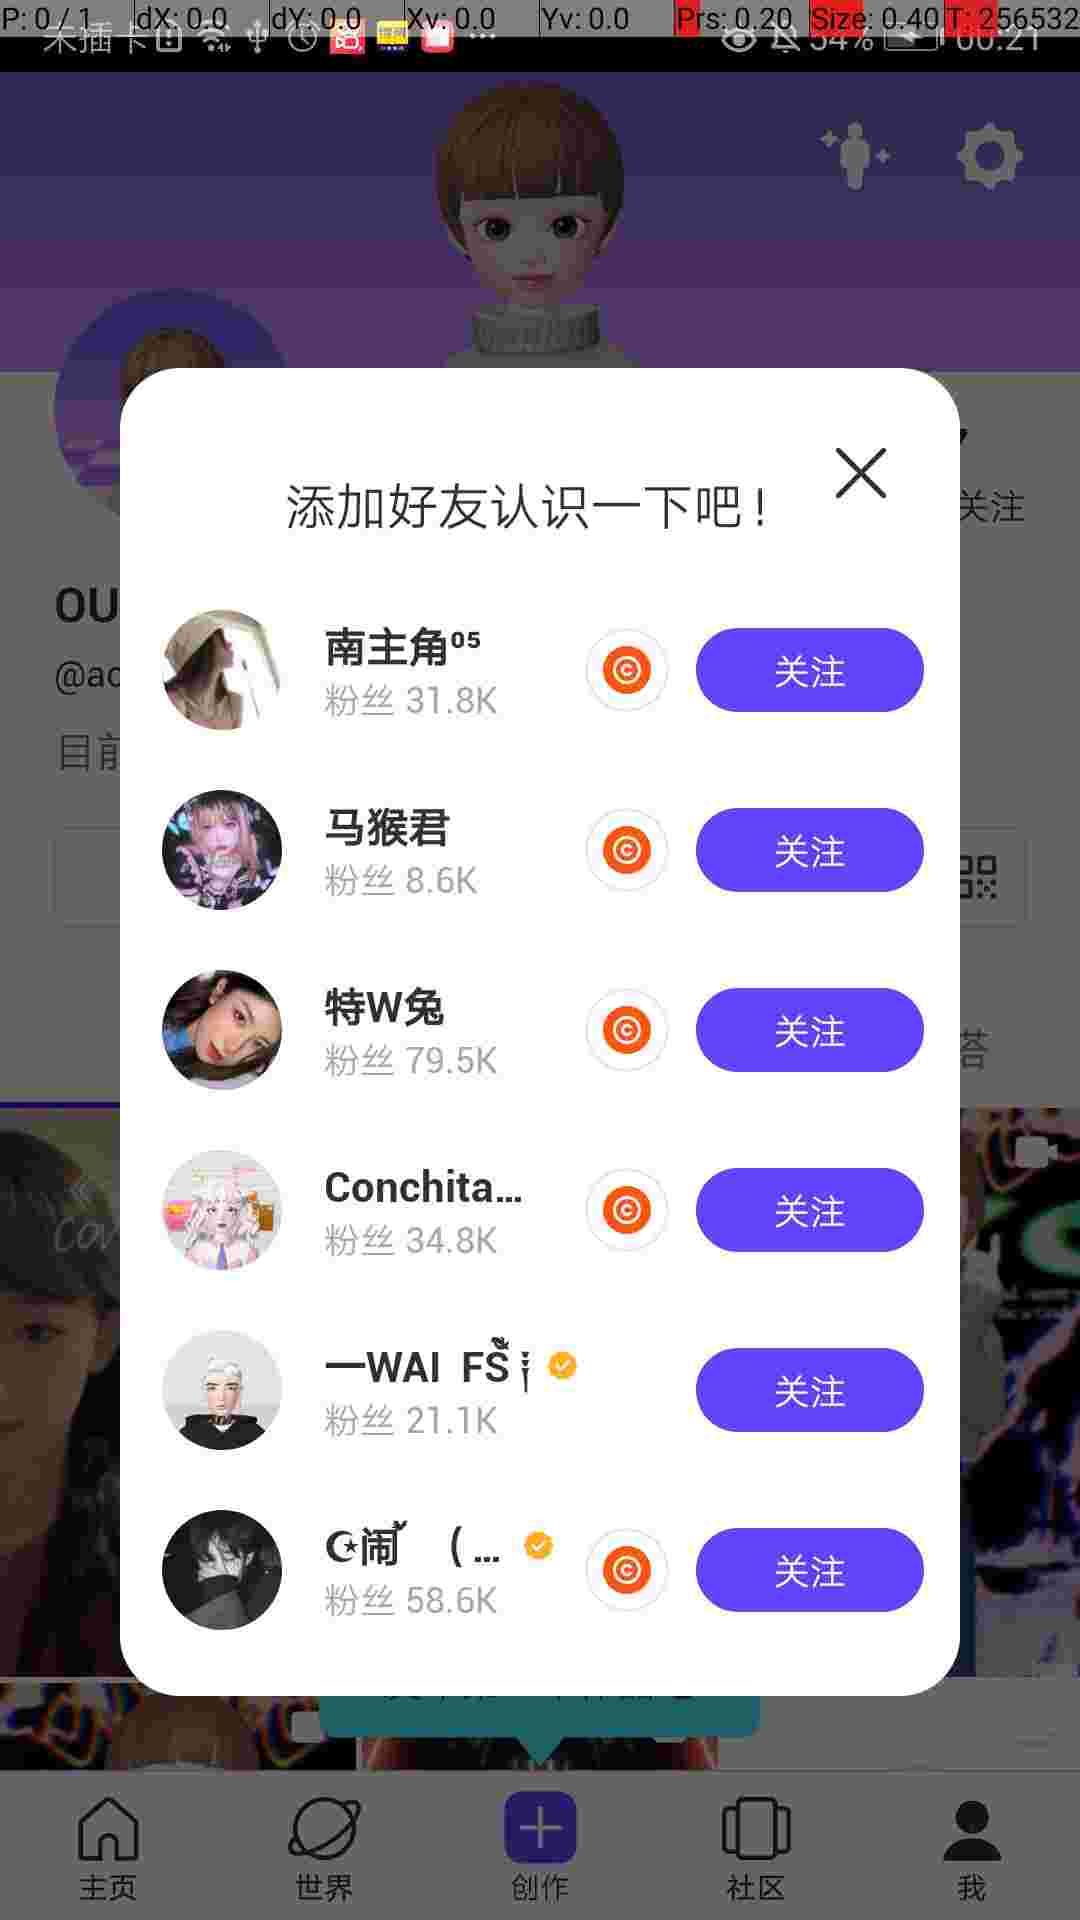 P: 0 / 1 dX: 0.0 dY: 0.0 Xv: 0.0 Yv: 0.0 Prs: 0.20 Size: 0.40 T: 256532
未插卡 54% 00:21
添加好友认识一下吧!
关注
OU
@ac
目前
南主角⁰⁵
粉丝 31.8K
关注
马猴君
粉丝 8.6K
关注
特W兔
粉丝 79.5K
关注
答
Conchita...
粉丝 34.8K
关注
一WAI FS
粉丝 21.1K
关注
☪闹 ( ...
粉丝 58.6K
关注
主页
世界
创作
社区
我